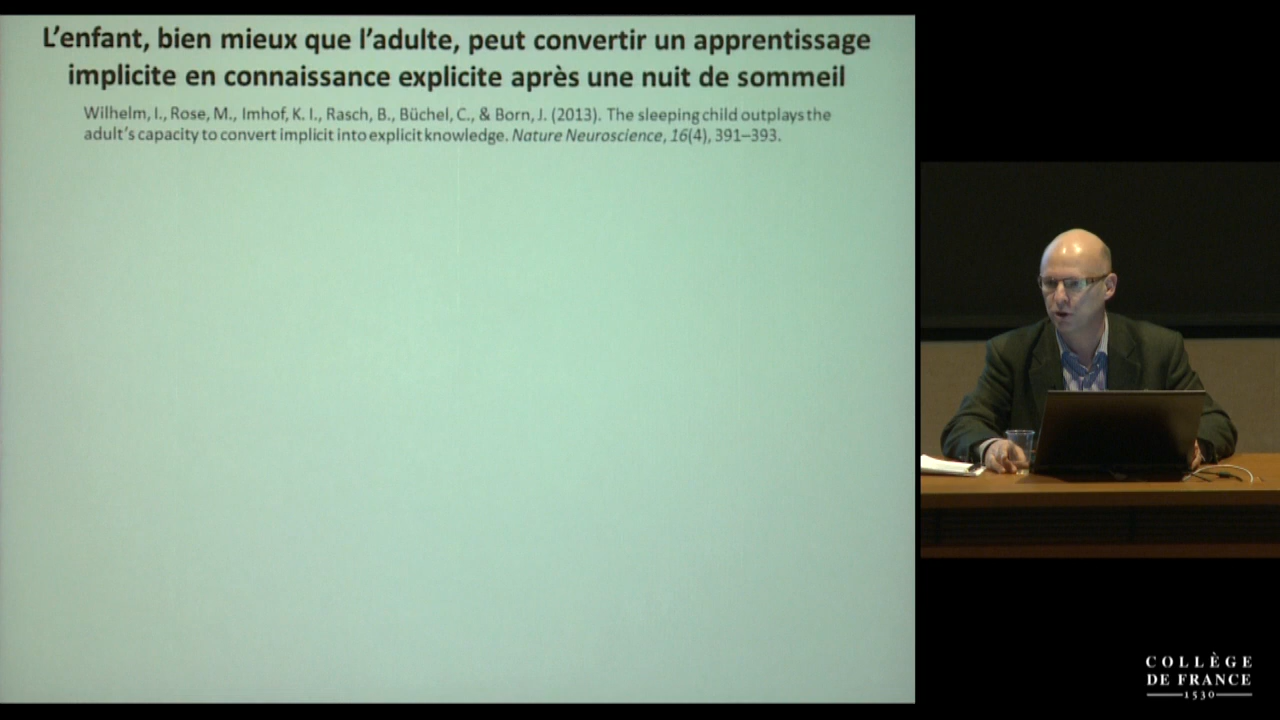 L'enfant, bien mieux que l'adulte, peut convertir un apprentissage
implicite en connaissance explicite après une nuit de sommeil
Wilhelm, I., Rose, M., Imhof, K. I., Rasch, B., Büchel, C., & Born, J. (2013). The sleeping child outplays the
adult's capacity to convert implicit into explicit knowledge. Nature Neuroscience, 16(4), 391–393.
COLLÈGE
DE FRANCE
1530